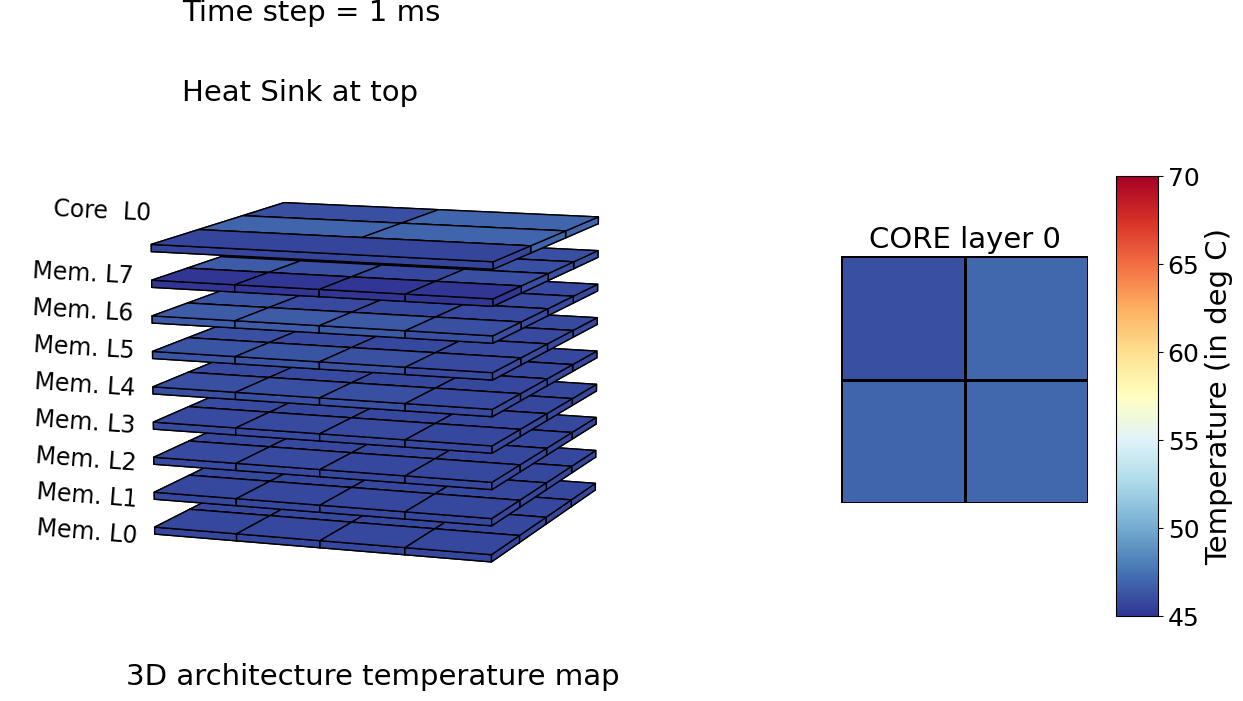 Time step = 1 ms
Heat Sink at top
Core L0
Mem. L7
Mem. L6
Mem. L5
Mem. L4
Mem. L3
Mem. L2
Mem. L1
Mem. L0
3D architecture temperature map
CORE layer 0
70
65
60
55
50
45
Temperature (in deg C)